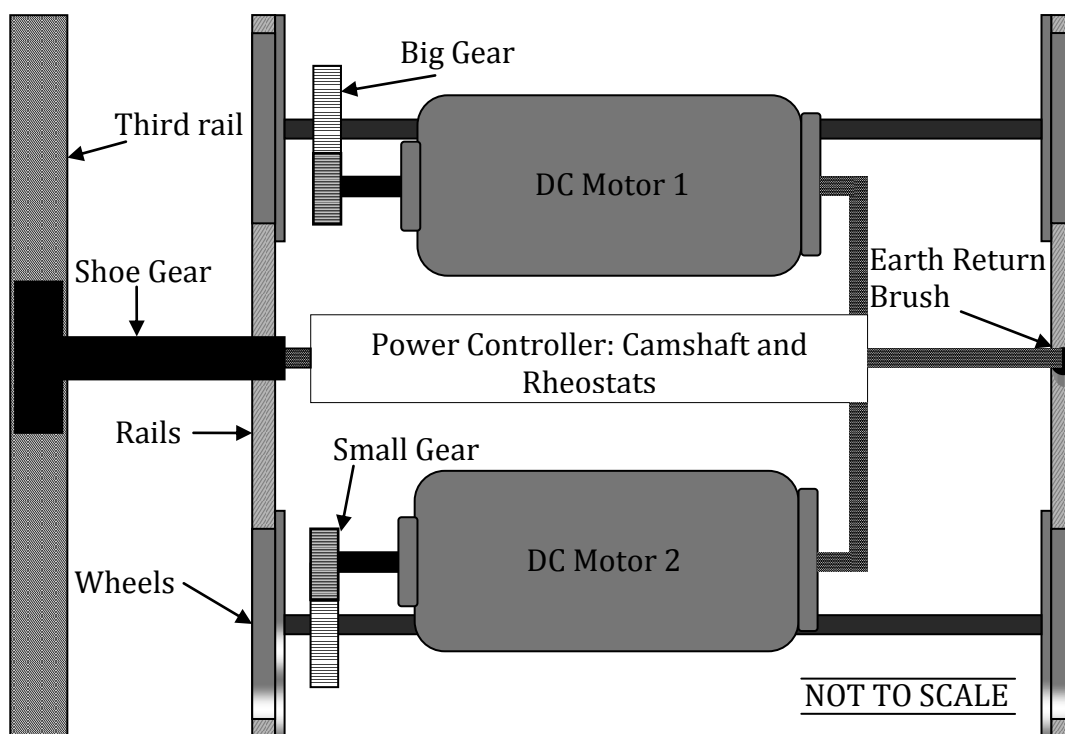 Big Gear
Third rail
DC Motor 1
Shoe Gear
Earth Return
Brush
Power Controller: Camshaft and
Rheostats
Rails
Small Gear
DC Motor 2
Wheels
NOT TO SCALE